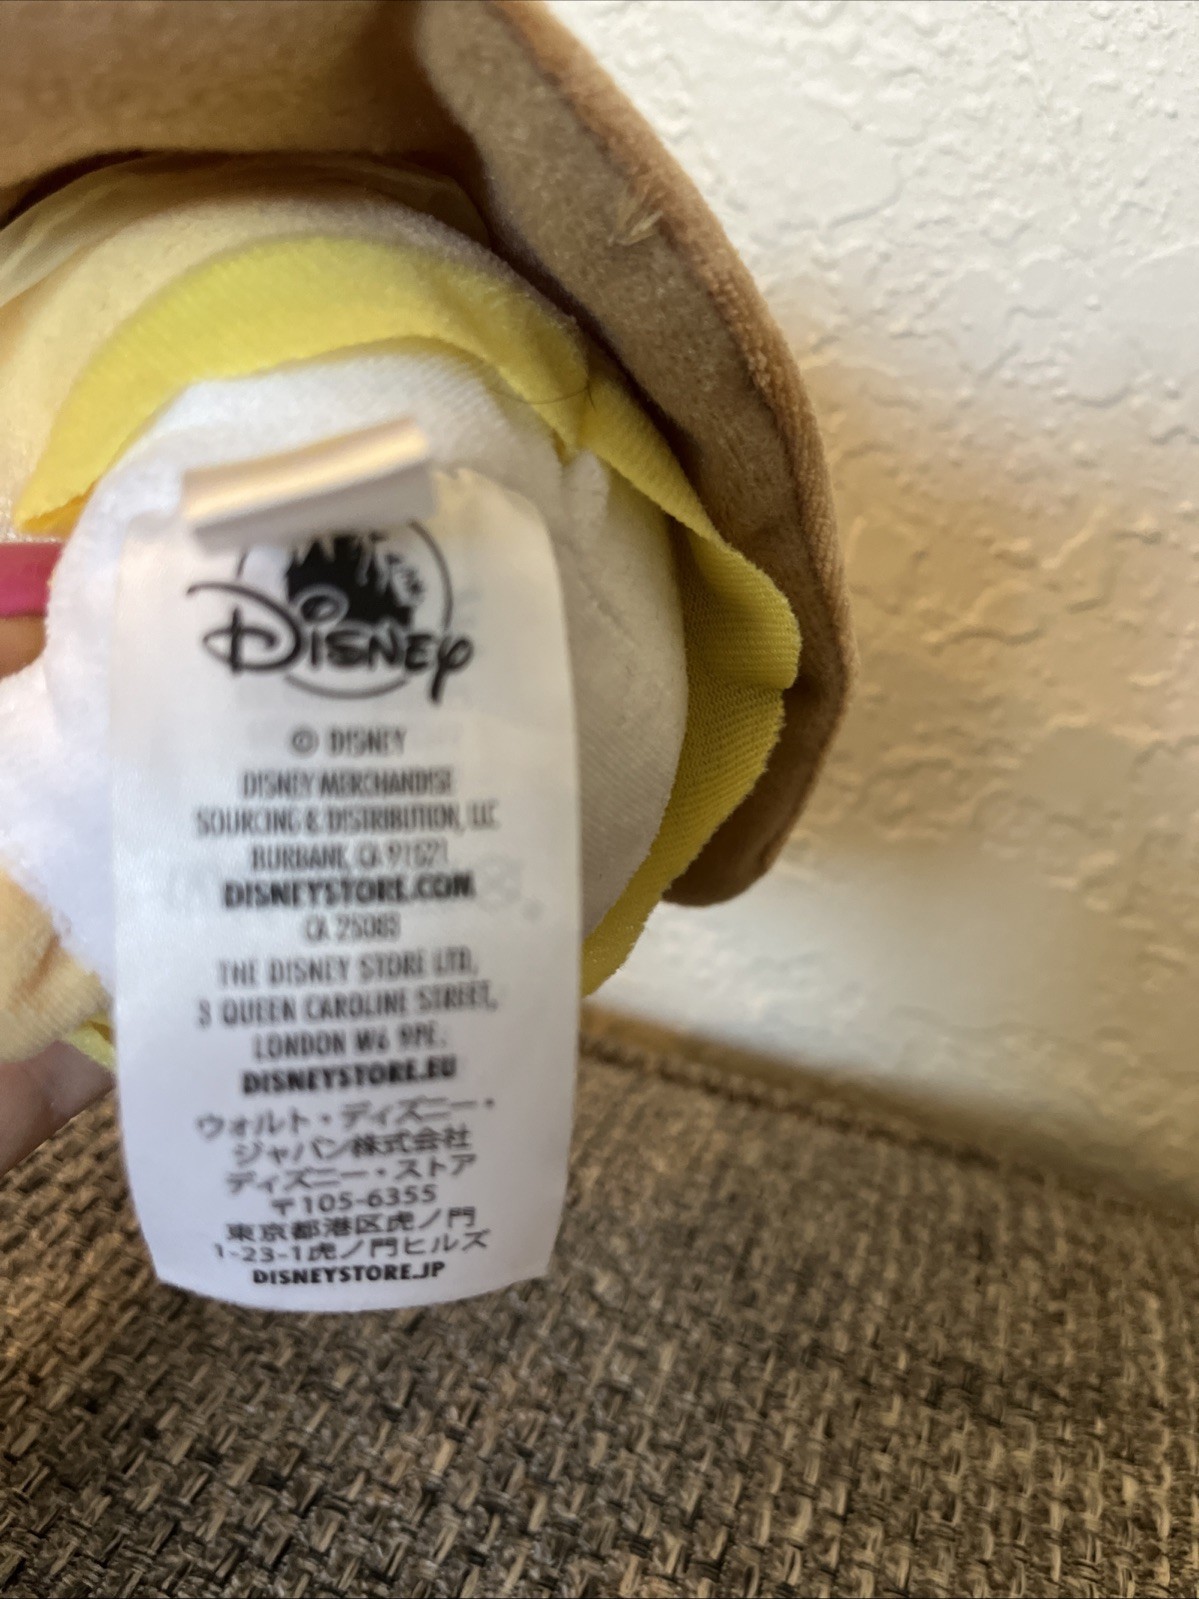 Disney
© DISNEY
DISNEY MERCHANDISE
SOURCING & DISTRIBUTION, LLC
BURBANK, CA 91521
DISNEYSTORE.COM
CA 25083
THE DISNEY STORE LTD.
3 QUEEN CAROLINE STREET,
LONDON W6 9PE.
DISNEYSTORE.EU
ウォルト・ディズニー・
ジャパン株式会社
ディズニー・ストア
〒105-6355
東京都港区虎ノ門
1-23-1虎ノ門ヒルズ
DISNEYSTORE.JP